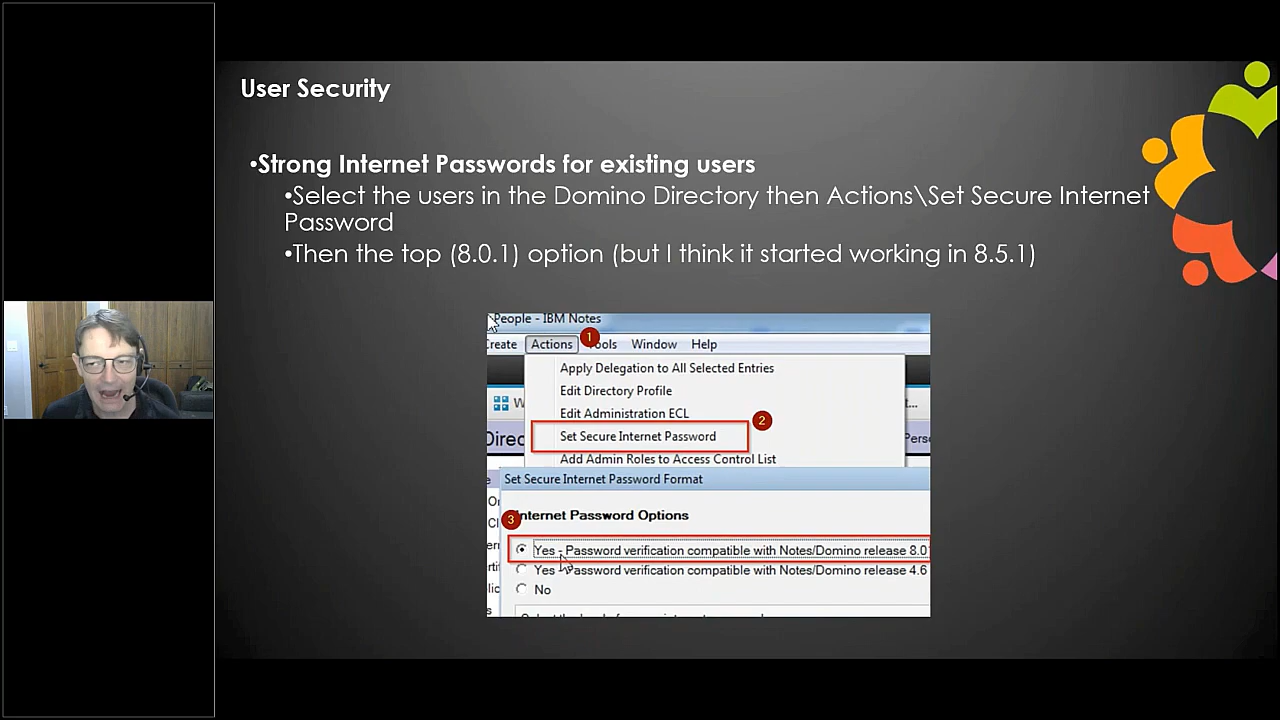 User Security
•Strong Internet Passwords for existing users
•Select the users in the Domino Directory then Actions\Set Secure Internet
Password
•Then the top (8.0.1) option (but I think it started working in 8.5.1)
People - IBM Notes
Create Actions 1 Tools Window Help
Apply Delegation to All Selected Entries
Edit Directory Profile
Edit Administration ECL
2
Set Secure Internet Password
Add Admin Roles to Access Control List
Set Secure Internet Password Format
3 Internet Password Options
Yes - Password verification compatible with Notes/Domino release 8.0
Yes - Password verification compatible with Notes/Domino release 4.6
No